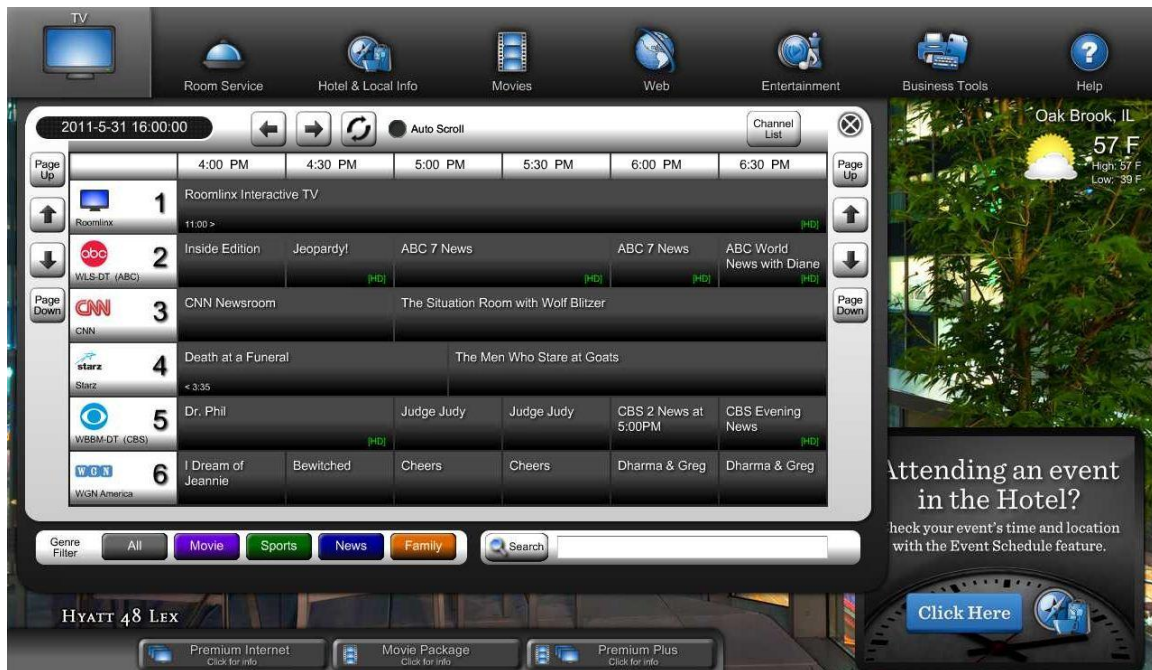 TV
Room Service
Hotel & Local Info
Movies
Web
Entertainment
Business Tools
Help
2011-5-31 16:00:00
Auto Scroll
Channel
List
Oak Brook, IL
57 F
High: 57 F
Low: 39 F
Page
Up
4:00 PM
4:30 PM
5:00 PM
5:30 PM
6:00 PM
6:30 PM
Page
Up
1
Roomlinx
Roomlinx Interactive TV
11:00 >
[HD]
abc
2
WLS-DT (ABC)
Inside Edition
Jeopardy!
[HD]
ABC 7 News
[HD]
ABC 7 News
[HD]
ABC World
News with Diane
[HD]
Page
Down
CNN
3
CNN
CNN Newsroom
The Situation Room with Wolf Blitzer
Page
Down
starz
4
Starz
Death at a Funeral
< 3:35
The Men Who Stare at Goats
5
WBBM-DT (CBS)
Dr. Phil
[HD]
Judge Judy
Judge Judy
CBS 2 News at
5:00PM
CBS Evening
News
[HD]
WGN
6
WGN America
I Dream of
Jeannie
Bewitched
Cheers
Cheers
Dharma & Greg
Dharma & Greg
Genre
Filter
All
Movie
Sports
News
Family
Search
Attending an event
in the Hotel?
Check your event's time and location
with the Event Schedule feature.
Click Here
HYATT 48 LEX
Premium Internet
Click for info
Movie Package
Click for info
Premium Plus
Click for info